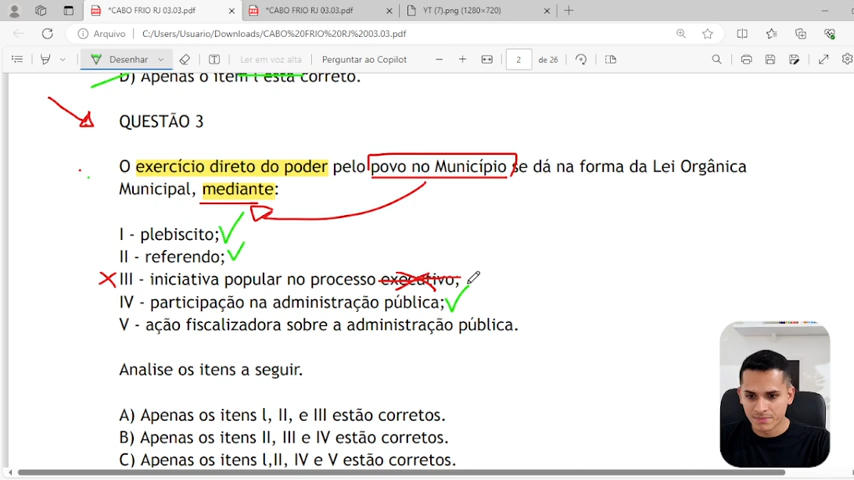 *CABO FRIO RJ 03.03.pdf
*CABO FRIO RJ 03.03.pdf
YT (7).png (1280×720)
Arquivo
C:/Users/Usuario/Downloads/CABO%20FRIO%20RJ%2003.03.pdf
Desenhar
Ler em voz alta
Perguntar ao Copilot
2
de 26
D) Apenas o item l está correto.
QUESTÃO 3
O exercício direto do poder pelo povo no Município se dá na forma da Lei Orgânica
Municipal, mediante:
I - plebiscito;
II - referendo;
III - iniciativa popular no processo executivo;
IV - participação na administração pública;
V - ação fiscalizadora sobre a administração pública.
Analise os itens a seguir.
A) Apenas os itens l, II, e III estão corretos.
B) Apenas os itens II, III e IV estão corretos.
C) Apenas os itens l,II, IV e V estão corretos.